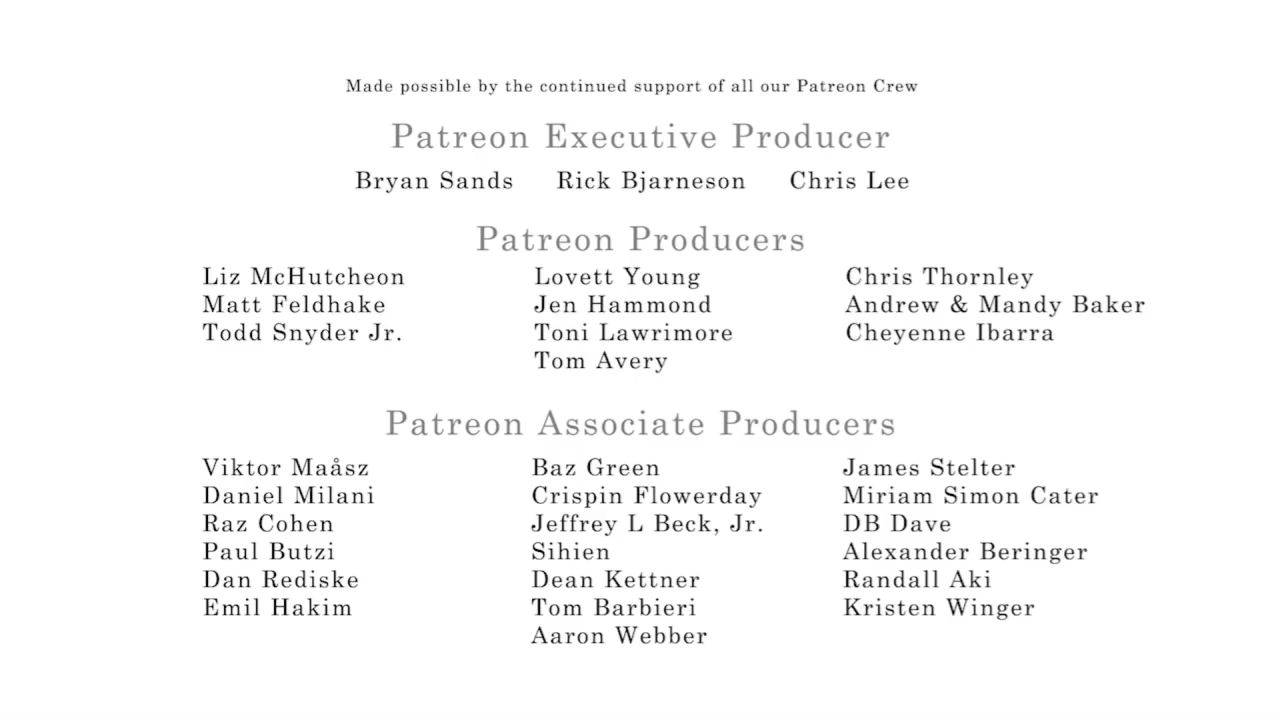 Made possible by the continued support of all our Patreon Crew
Patreon Executive Producer
Bryan Sands Rick Bjarneson Chris Lee
Patreon Producers
Liz McHutcheon Lovett Young Chris Thornley
Matt Feldhake Jen Hammond Andrew & Mandy Baker
Todd Snyder Jr. Toni Lawrimore Cheyenne Ibarra
Tom Avery
Patreon Associate Producers
Viktor Maåsz Baz Green James Stelter
Daniel Milani Crispin Flowerday Miriam Simon Cater
Raz Cohen Jeffrey L Beck, Jr. DB Dave
Paul Butzi Sihien Alexander Beringer
Dan Rediske Dean Kettner Randall Aki
Emil Hakim Tom Barbieri Kristen Winger
Aaron Webber